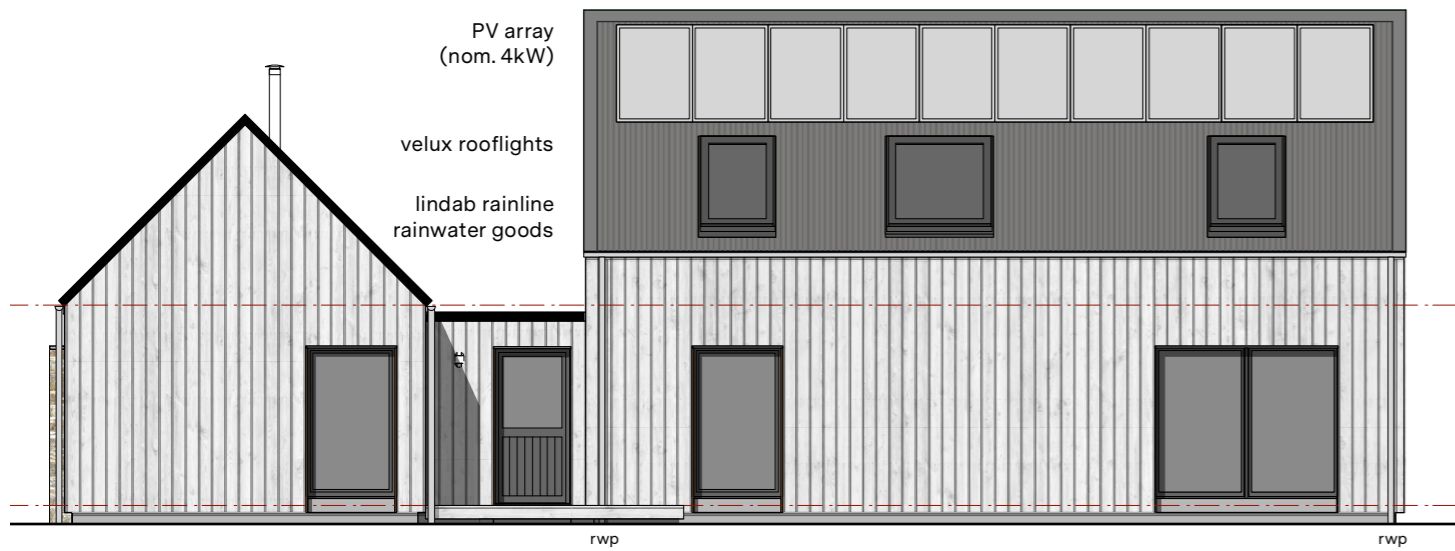 PV array
(nom. 4kW)
velux rooflights
lindab rainline
rainwater goods
rwp
rwp